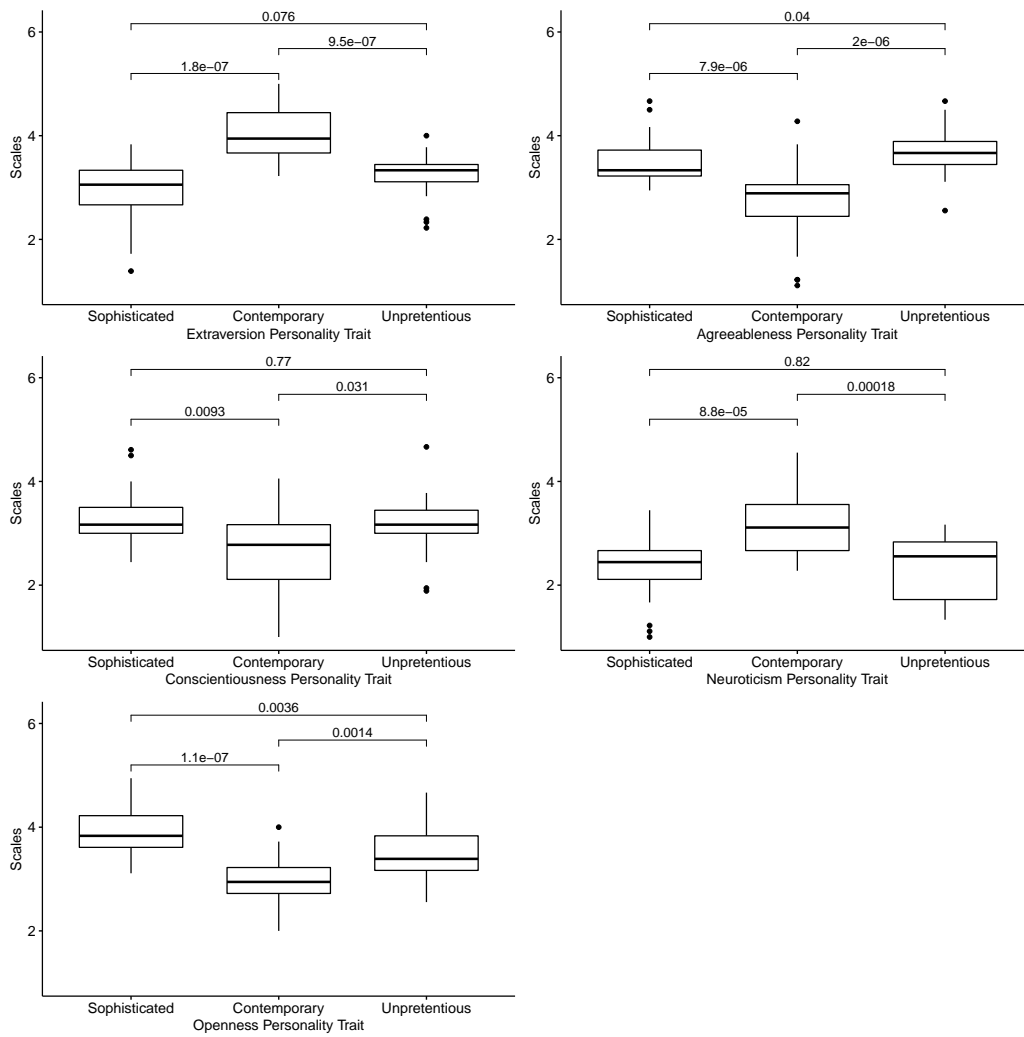 0.076
9.5e−07
1.8e−07
6
4
2
Scales
Sophisticated Contemporary Unpretentious
Extraversion Personality Trait
0.04
2e−06
7.9e−06
6
4
2
Scales
Sophisticated Contemporary Unpretentious
Agreeableness Personality Trait
0.77
0.031
0.0093
6
4
2
Scales
Sophisticated Contemporary Unpretentious
Conscientiousness Personality Trait
0.82
0.00018
8.8e−05
6
4
2
Scales
Sophisticated Contemporary Unpretentious
Neuroticism Personality Trait
0.0036
0.0014
1.1e−07
6
4
2
Scales
Sophisticated Contemporary Unpretentious
Openness Personality Trait